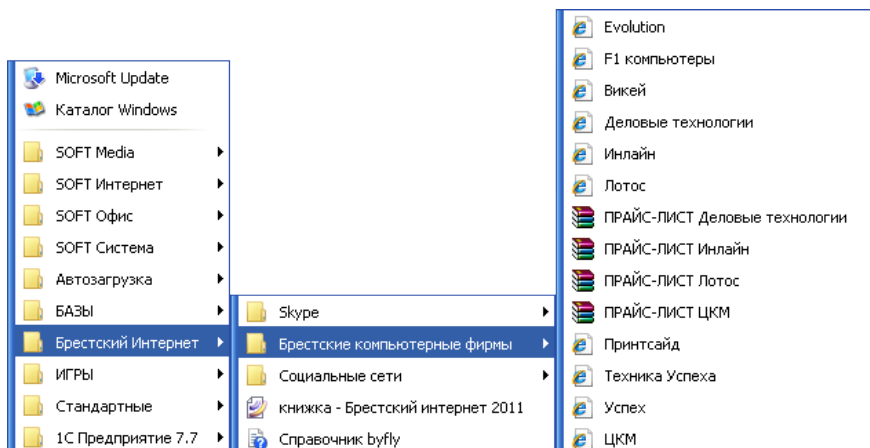 Microsoft Update
Каталог Windows
SOFT Media
SOFT Интернет
SOFT Офис
SOFT Система
Автозагрузка
БАЗЫ
Брестский Интернет
ИГРЫ
Стандартные
1С Предприятие 7.7
Skype
Брестские компьютерные фирмы
Социальные сети
книжка - Брестский интернет 2011
Справочник byfly
Evolution
F1 компьютеры
Викей
Деловые технологии
Инлайн
Лотос
ПРАЙС-ЛИСТ Деловые технологии
ПРАЙС-ЛИСТ Инлайн
ПРАЙС-ЛИСТ Лотос
ПРАЙС-ЛИСТ ЦКМ
Принтсайд
Техника Успеха
Успех
ЦКМ